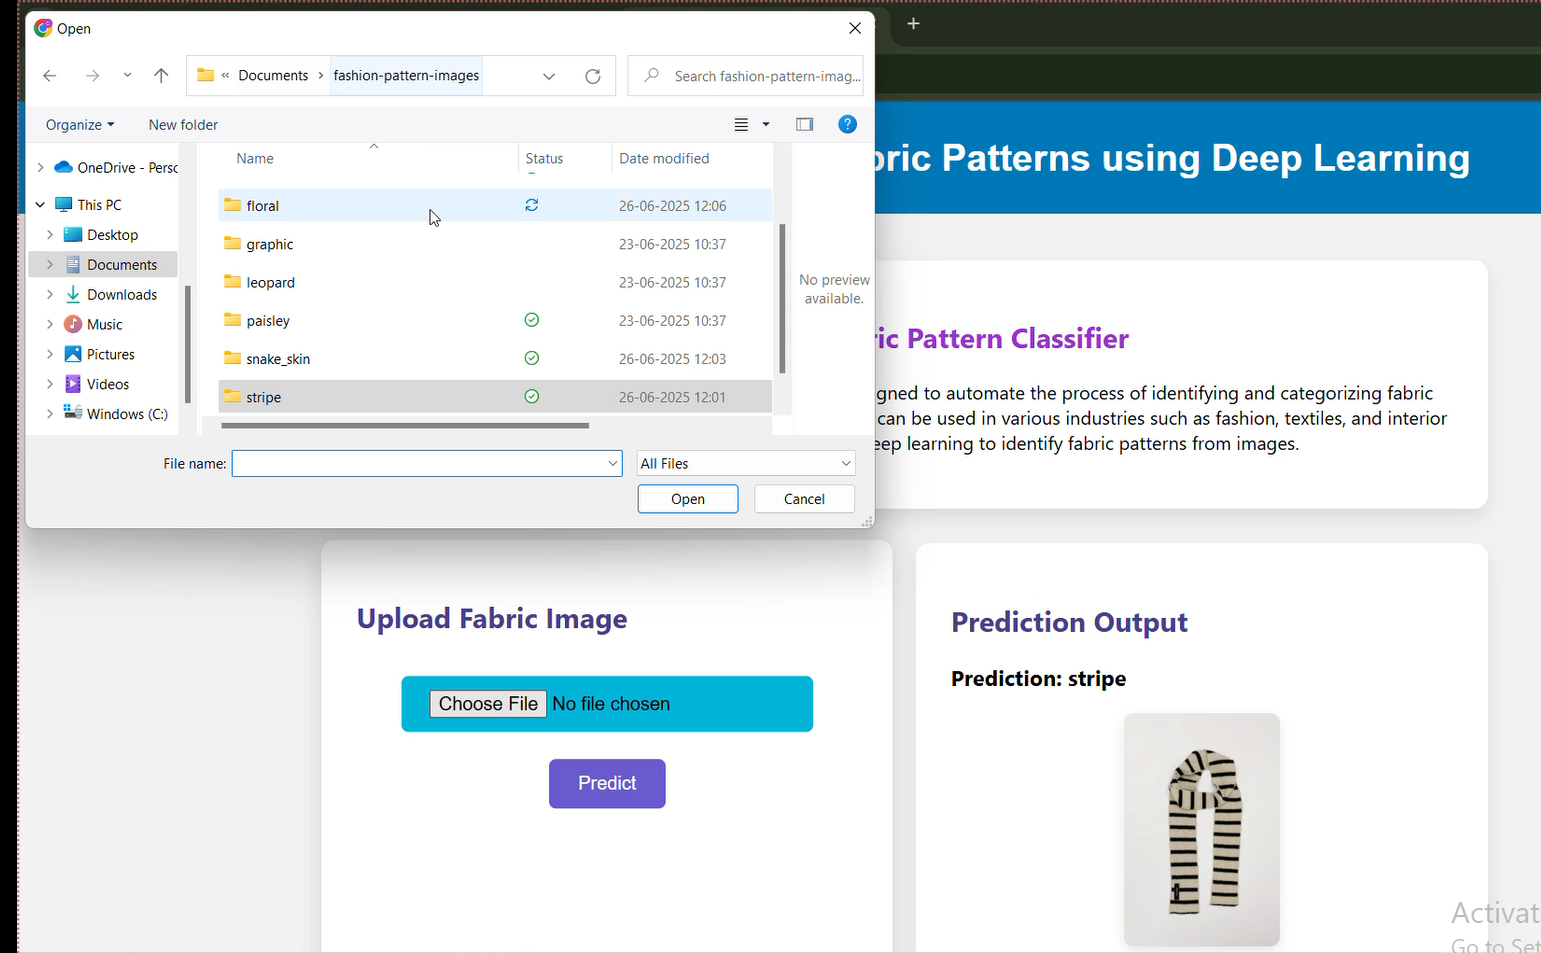 Open
« Documents › fashion-pattern-images
Search fashion-pattern-imag...
Organize
New folder
?
OneDrive - Persc
This PC
Desktop
Documents
Downloads
Music
Pictures
Videos
Windows (C:)
Name
Status
Date modified
floral
26-06-2025 12:06
graphic
23-06-2025 10:37
leopard
23-06-2025 10:37
paisley
23-06-2025 10:37
snake_skin
26-06-2025 12:03
stripe
26-06-2025 12:01
No preview
available.
File name:
All Files
Open
Cancel
Patterns using Deep Learning
Pattern Classifier
to automate the process of identifying and categorizing fabric
can be used in various industries such as fashion, textiles, and interior
learning to identify fabric patterns from images.
Upload Fabric Image
Choose File No file chosen
Predict
Prediction Output
Prediction: stripe
Activat
Go to Set